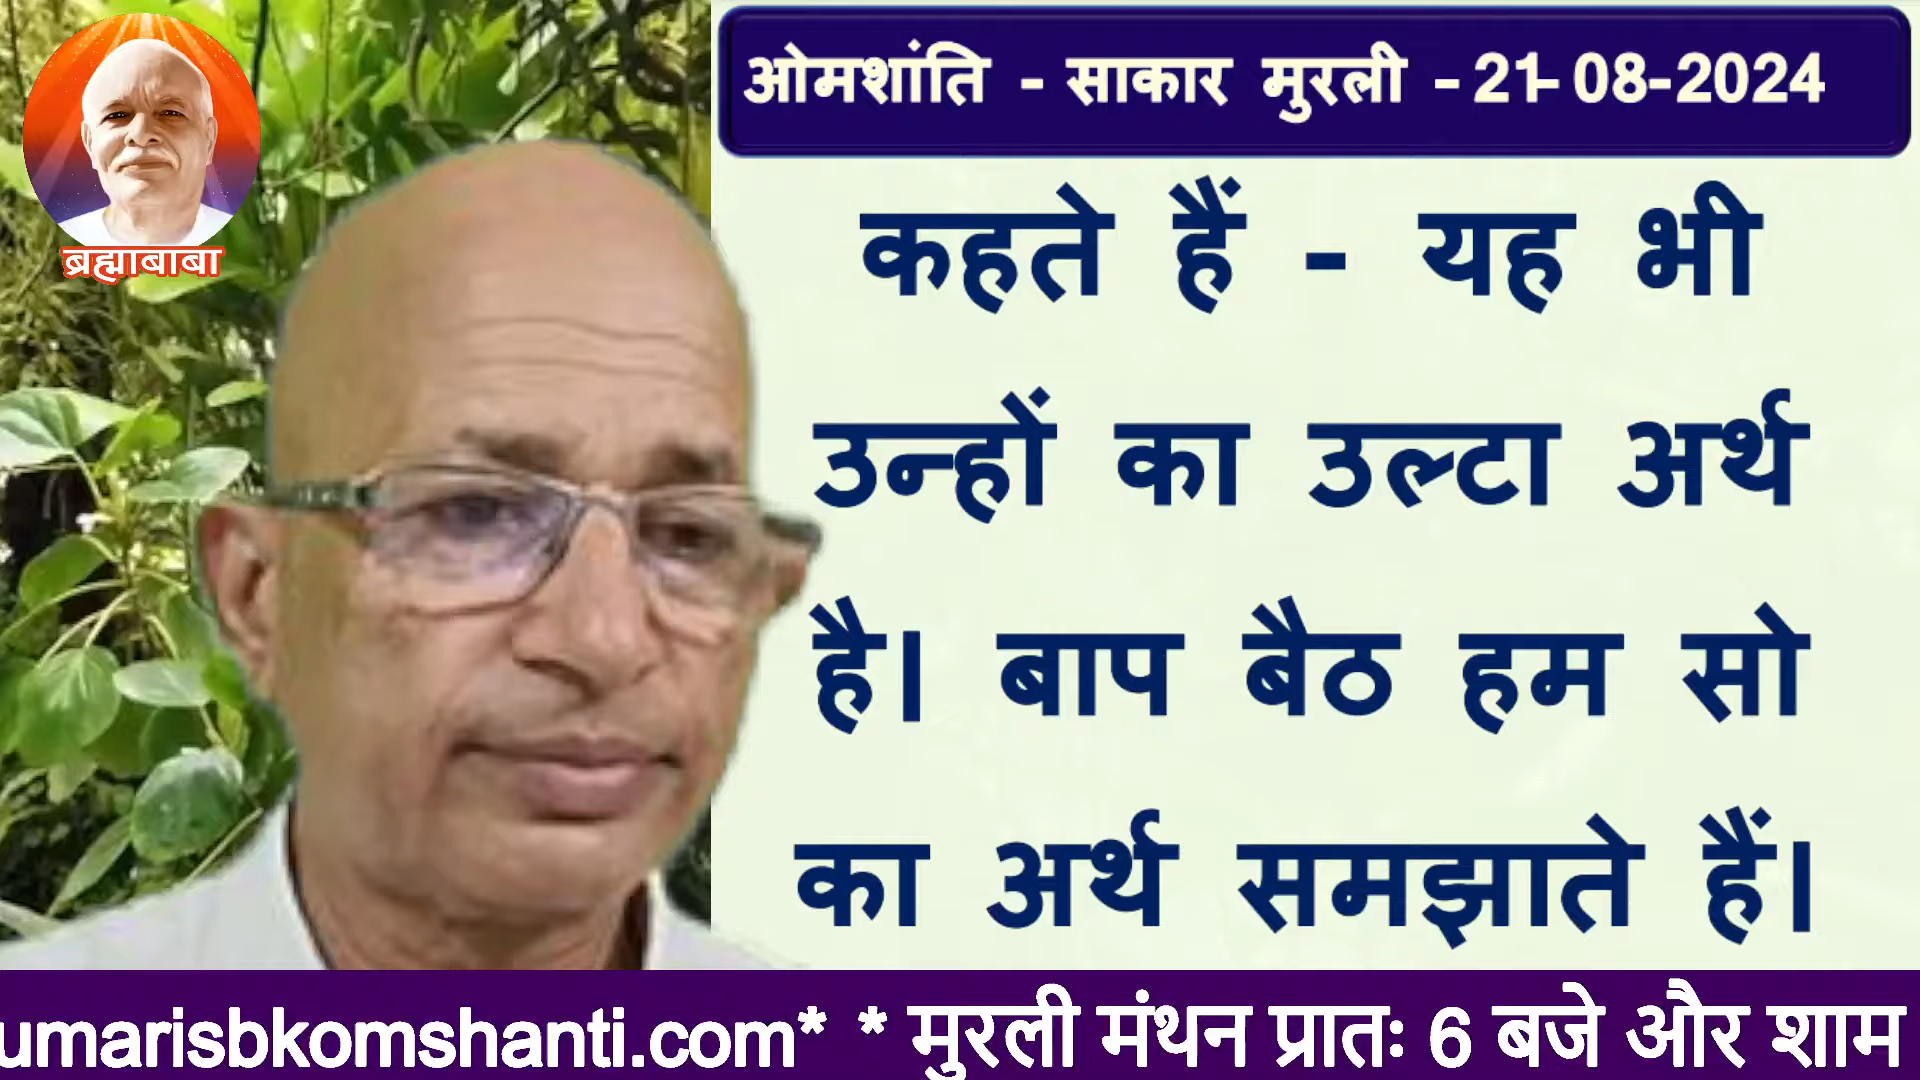 ब्रह्माबाबा
ओमशांति - साकार मुरली - 21- 08-2024
कहते हैं - यह भी
उन्हों का उल्टा अर्थ
है। बाप बैठ हम सो
का अर्थ समझाते हैं।
umarisbkomshanti.com* * मुरली मंथन प्रातः 6 बजे और शाम